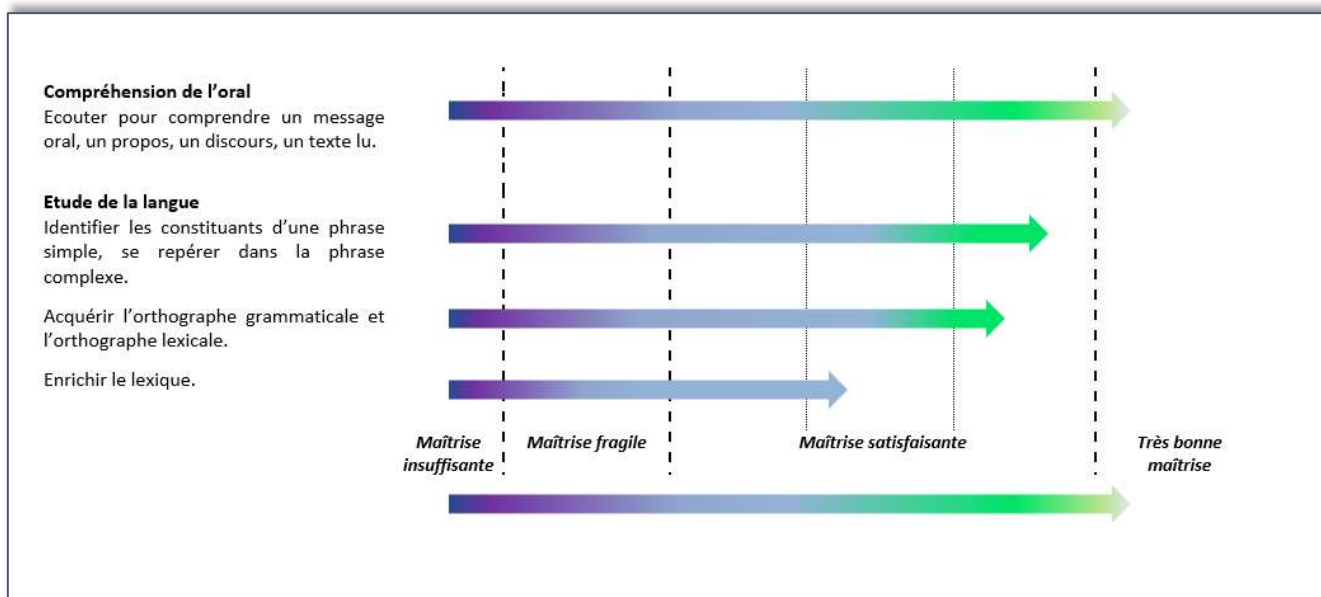 Compréhension de l’oral
Ecouter pour comprendre un message
oral, un propos, un discours, un texte lu.
Etude de la langue
Identifier les constituants d’une phrase
simple, se repérer dans la phrase
complexe.
Acquérir l’orthographe grammaticale et
l’orthographe lexicale.
Enrichir le lexique.
Maîtrise
insuffisante
Maîtrise fragile
Maîtrise satisfaisante
Très bonne
maîtrise